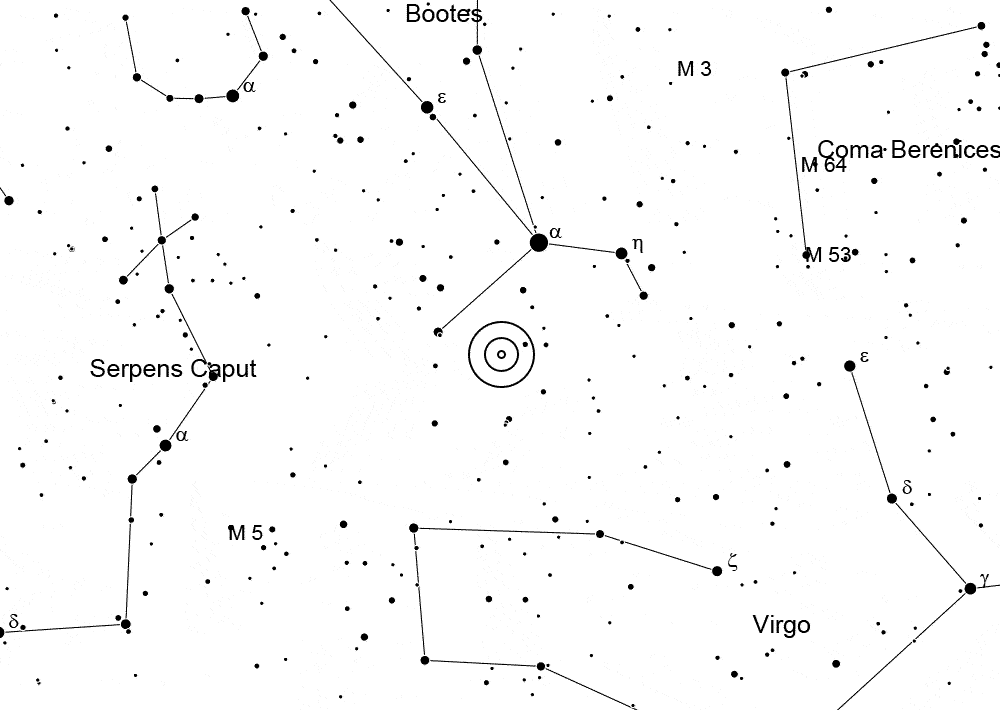 Bootes
M 3
α
ε
Coma Berenices
M 64
α
η
M 53
ε
Serpens Caput
α
δ
M 5
ζ
γ
δ
Virgo